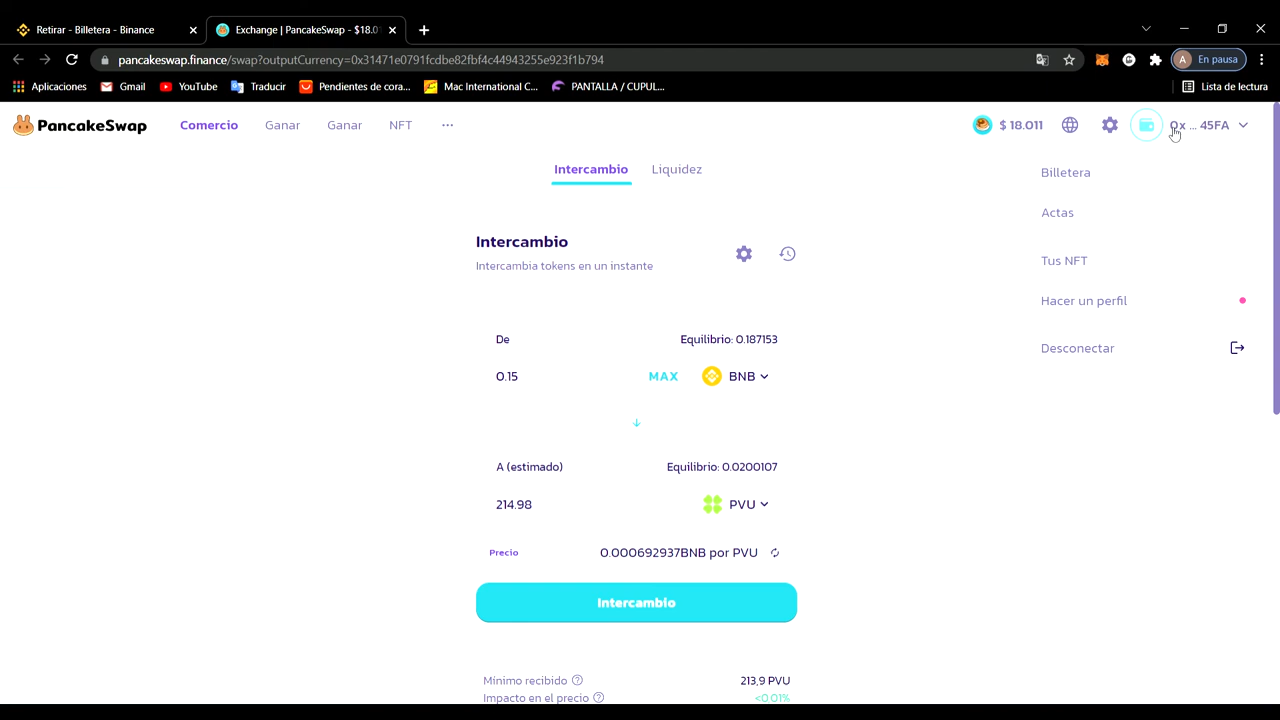 Retirar - Billetera - Binance
Exchange | PancakeSwap - $18.0
pancakeswap.finance/swap?outputCurrency=0x31471e0791fcdbe82fbf4c44943255e923f1b794
En pausa
A
Aplicaciones
Gmail
YouTube
Traducir
Pendientes de cora...
Mac International C...
PANTALLA / CUPUL...
Lista de lectura
PancakeSwap
Comercio
Ganar
Ganar
NFT
...
$ 18.011
0x ... 45FA
Intercambio
Liquidez
Billetera
Actas
Tus NFT
Hacer un perfil
Desconectar
Intercambio
Intercambia tokens en un instante
De
Equilibrio: 0.187153
0.15
MAX
BNB
A (estimado)
Equilibrio: 0.0200107
214.98
PVU
Precio
0.000692937BNB por PVU
Intercambio
Mínimo recibido
213,9 PVU
Impacto en el precio
<0.01%